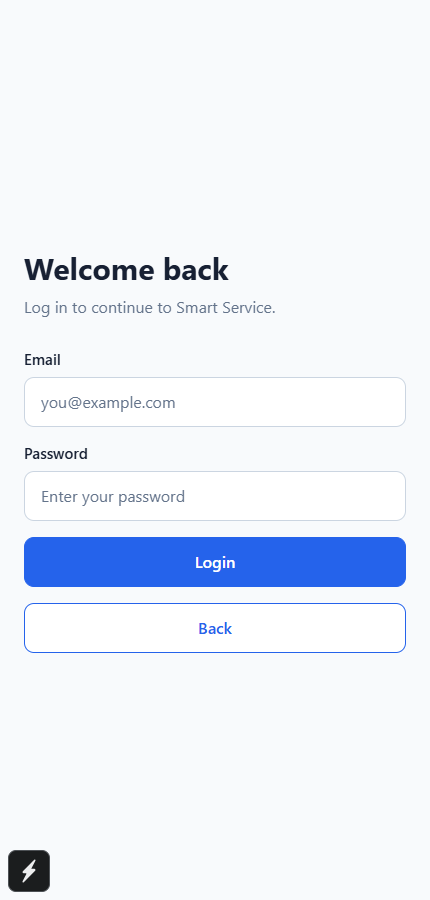 Welcome back
Log in to continue to Smart Service.
Email
you@example.com
Password
Enter your password
Login
Back